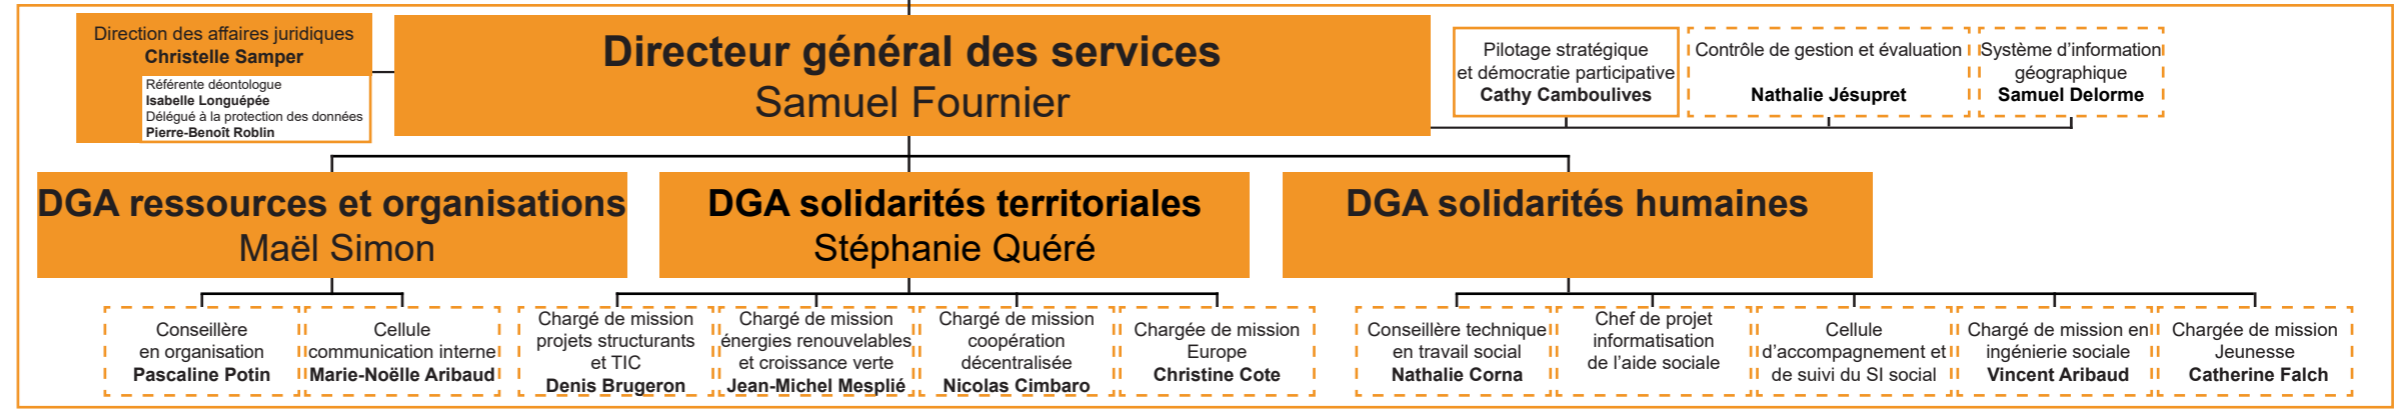 Direction des affaires juridiques
Christelle Samper
Référente déontologue
Isabelle Longuépée
Délégué à la protection des données
Pierre-Benoît Roblin
Directeur général des services
Samuel Fournier
Pilotage stratégique
et démocratie participative
Cathy Camboulives
Contrôle de gestion et évaluation
Nathalie Jésupret
Système d'information
géographique
Samuel Delorme
DGA ressources et organisations
Maël Simon
DGA solidarités territoriales
Stéphanie Quéré
DGA solidarités humaines
Conseillère
en organisation
Pascaline Potin
Cellule
communication interne
Marie-Noëlle Aribaud
Chargé de mission
projets structurants
et TIC
Denis Brugeron
Chargé de mission
énergies renouvelables
et croissance verte
Jean-Michel Mesplié
Chargé de mission
coopération
décentralisée
Nicolas Cimbaro
Chargée de mission
Europe
Christine Cote
Conseillère technique
en travail social
Nathalie Corna
Chef de projet
informatisation
de l'aide sociale
Cellule
d'accompagnement et
de suivi du SI social
Chargé de mission en
ingénierie sociale
Vincent Aribaud
Chargée de mission
Jeunesse
Catherine Falch